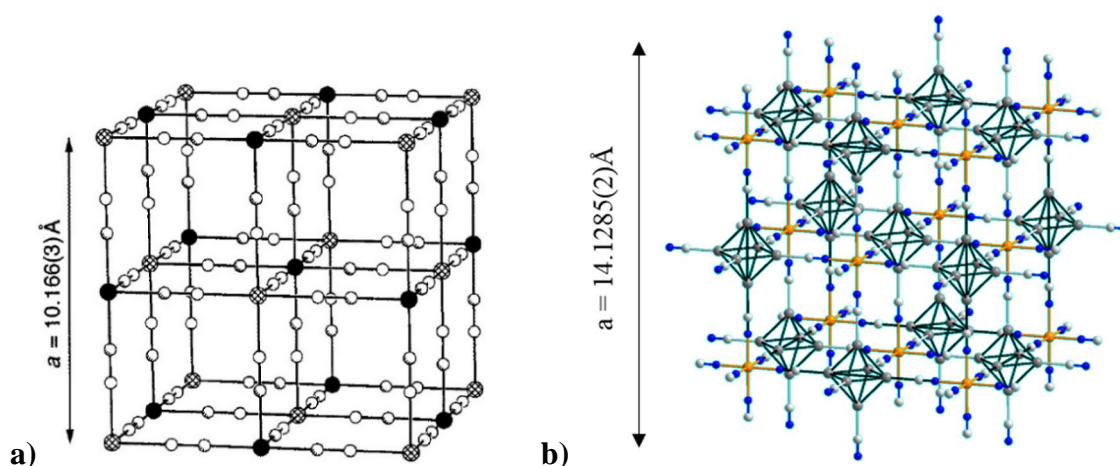 a = 10.166(3)Å
a)
a = 14.1285(2)Å
b)